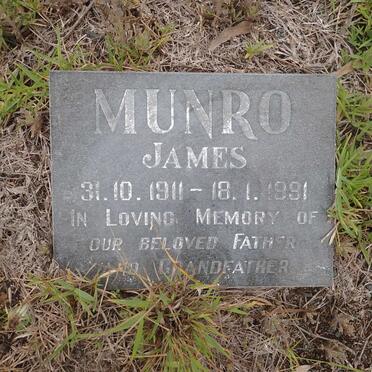 MUNRO
JAMES
31.10.1911 - 18.1.1991
IN LOVING MEMORY OF
OUR BELOVED FATHER
AND GRANDFATHER